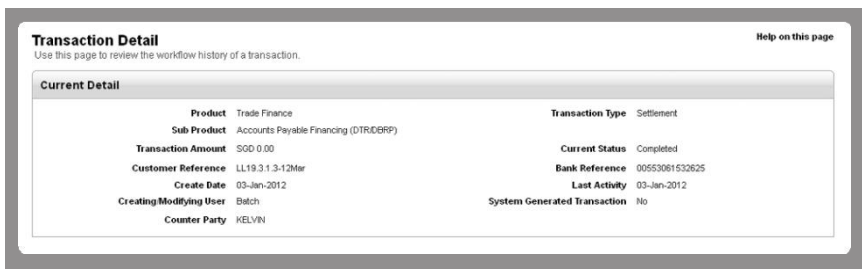 Transaction Detail
Help on this page
Use this page to review the workflow history of a transaction.
Current Detail
Product Trade Finance Transaction Type Settlement
Sub Product Accounts Payable Financing (DTR/DBRP)
Transaction Amount SGD 0.00 Current Status Completed
Customer Reference LL19.3.1.3-12Mar Bank Reference 00553061532625
Create Date 03-Jan-2012 Last Activity 03-Jan-2012
Creating/Modifying User Batch System Generated Transaction No
Counter Party KELVIN